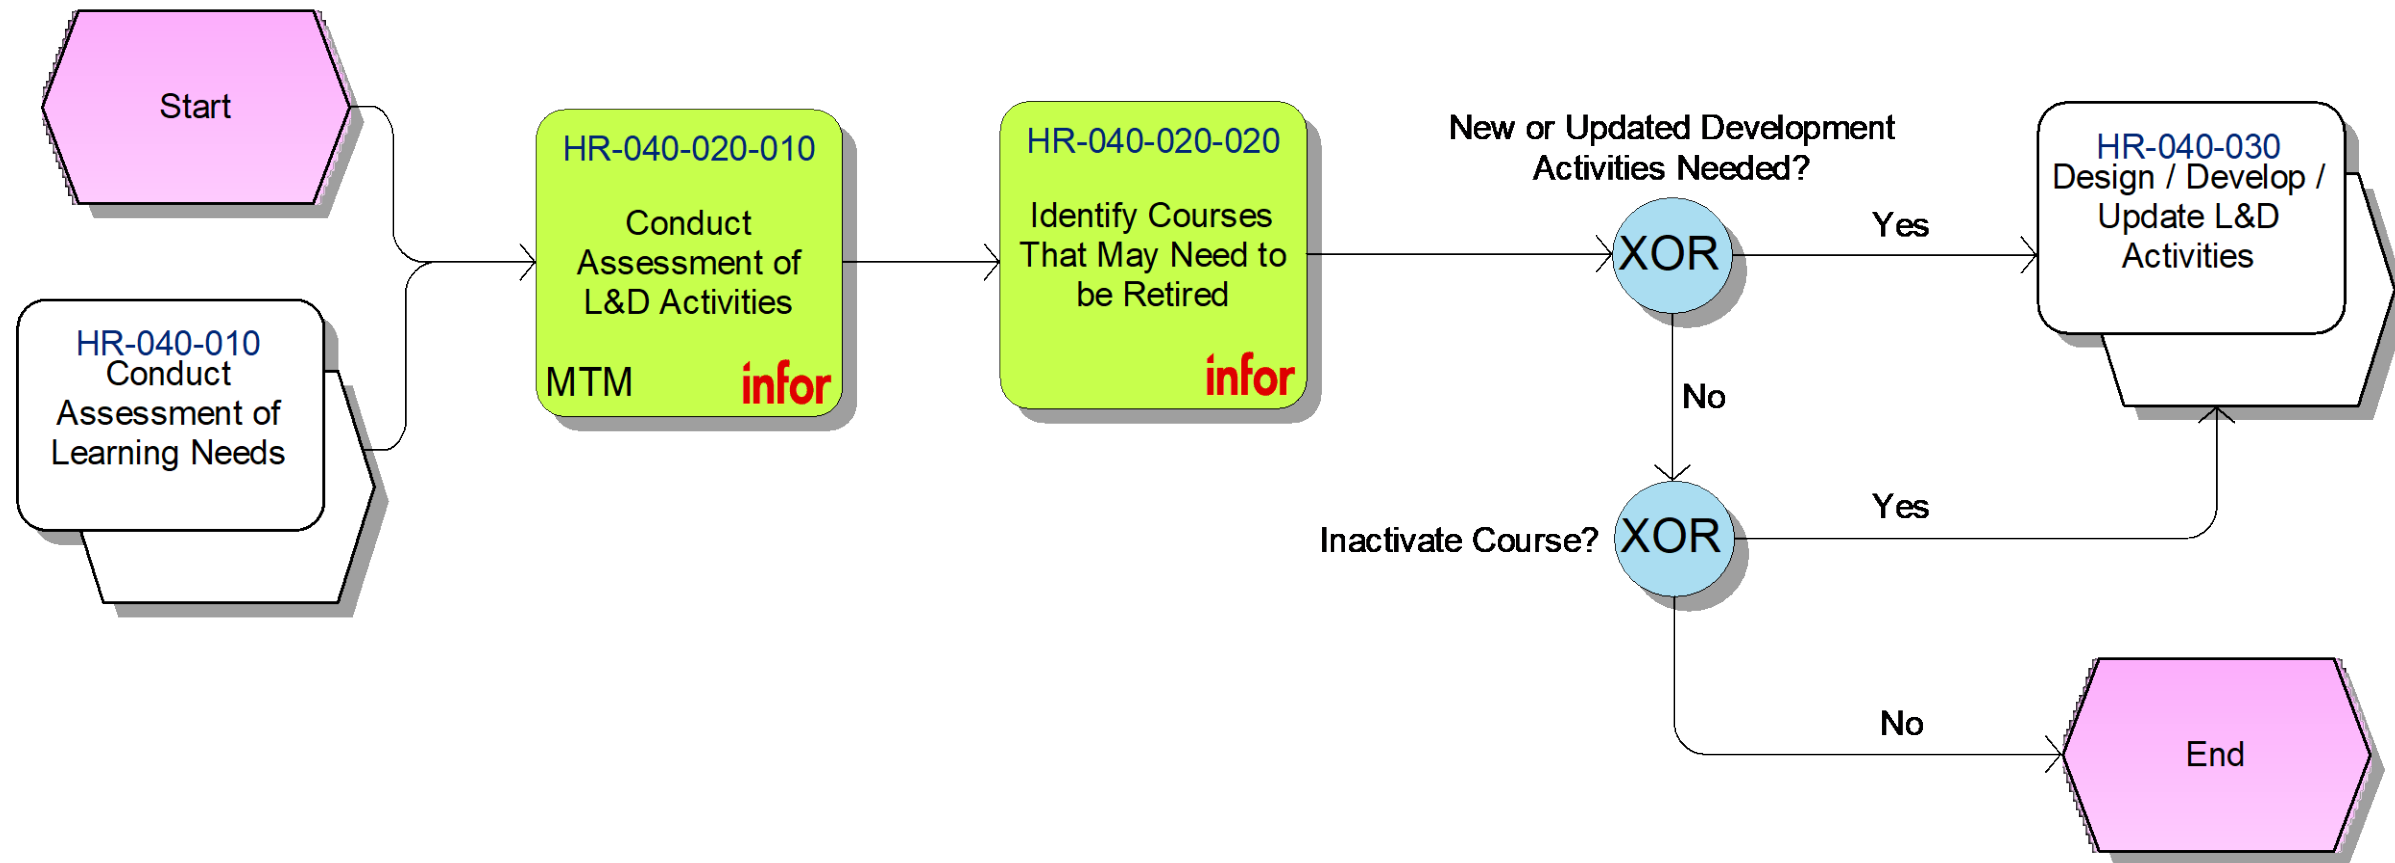 Start
HR-040-010
Conduct
Assessment of
Learning Needs
HR-040-020-010
Conduct
Assessment of
L&D Activities
MTM
infor
HR-040-020-020
Identify Courses
That May Need to
be Retired
infor
New or Updated Development
Activities Needed?
XOR
Yes
No
HR-040-030
Design / Develop /
Update L&D
Activities
Inactivate Course?
XOR
Yes
No
End